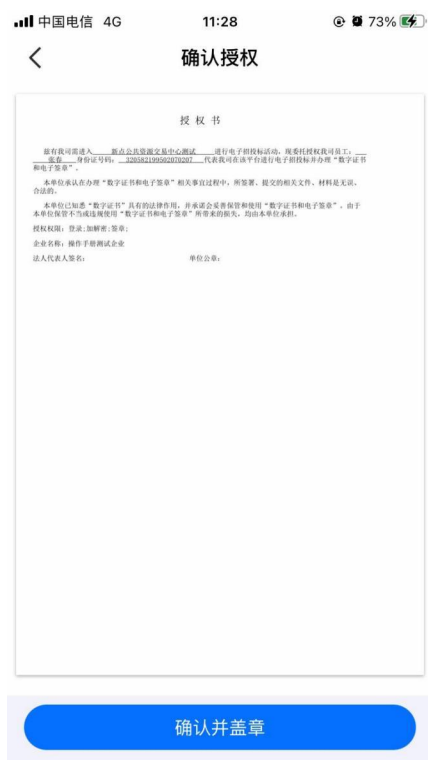 中国电信 4G 11:28 73%
确认授权
授 权 书
兹有我司需进入 新点公共资源交易中心测试 进行电子招投标活动，现委托授权我司员工：
张春 身份证号码： 320582199502070207 代表我司在该平台进行电子招投标并办理“数字证书
和电子签章”。
本单位承认在办理“数字证书和电子签章”相关事宜过程中，所签署、提交的相关文件、材料是无误、
合法的。
本单位已知悉“数字证书”具有的法律作用，并承诺会妥善保管和使用“数字证书和电子签章”，由于
本单位保管不当或违规使用“数字证书和电子签章”所带来的损失，均由本单位承担。
授权权限：登录;加解密;签章;
企业名称：操作手册测试企业
法人代表人签名： 单位公章：
确认并盖章